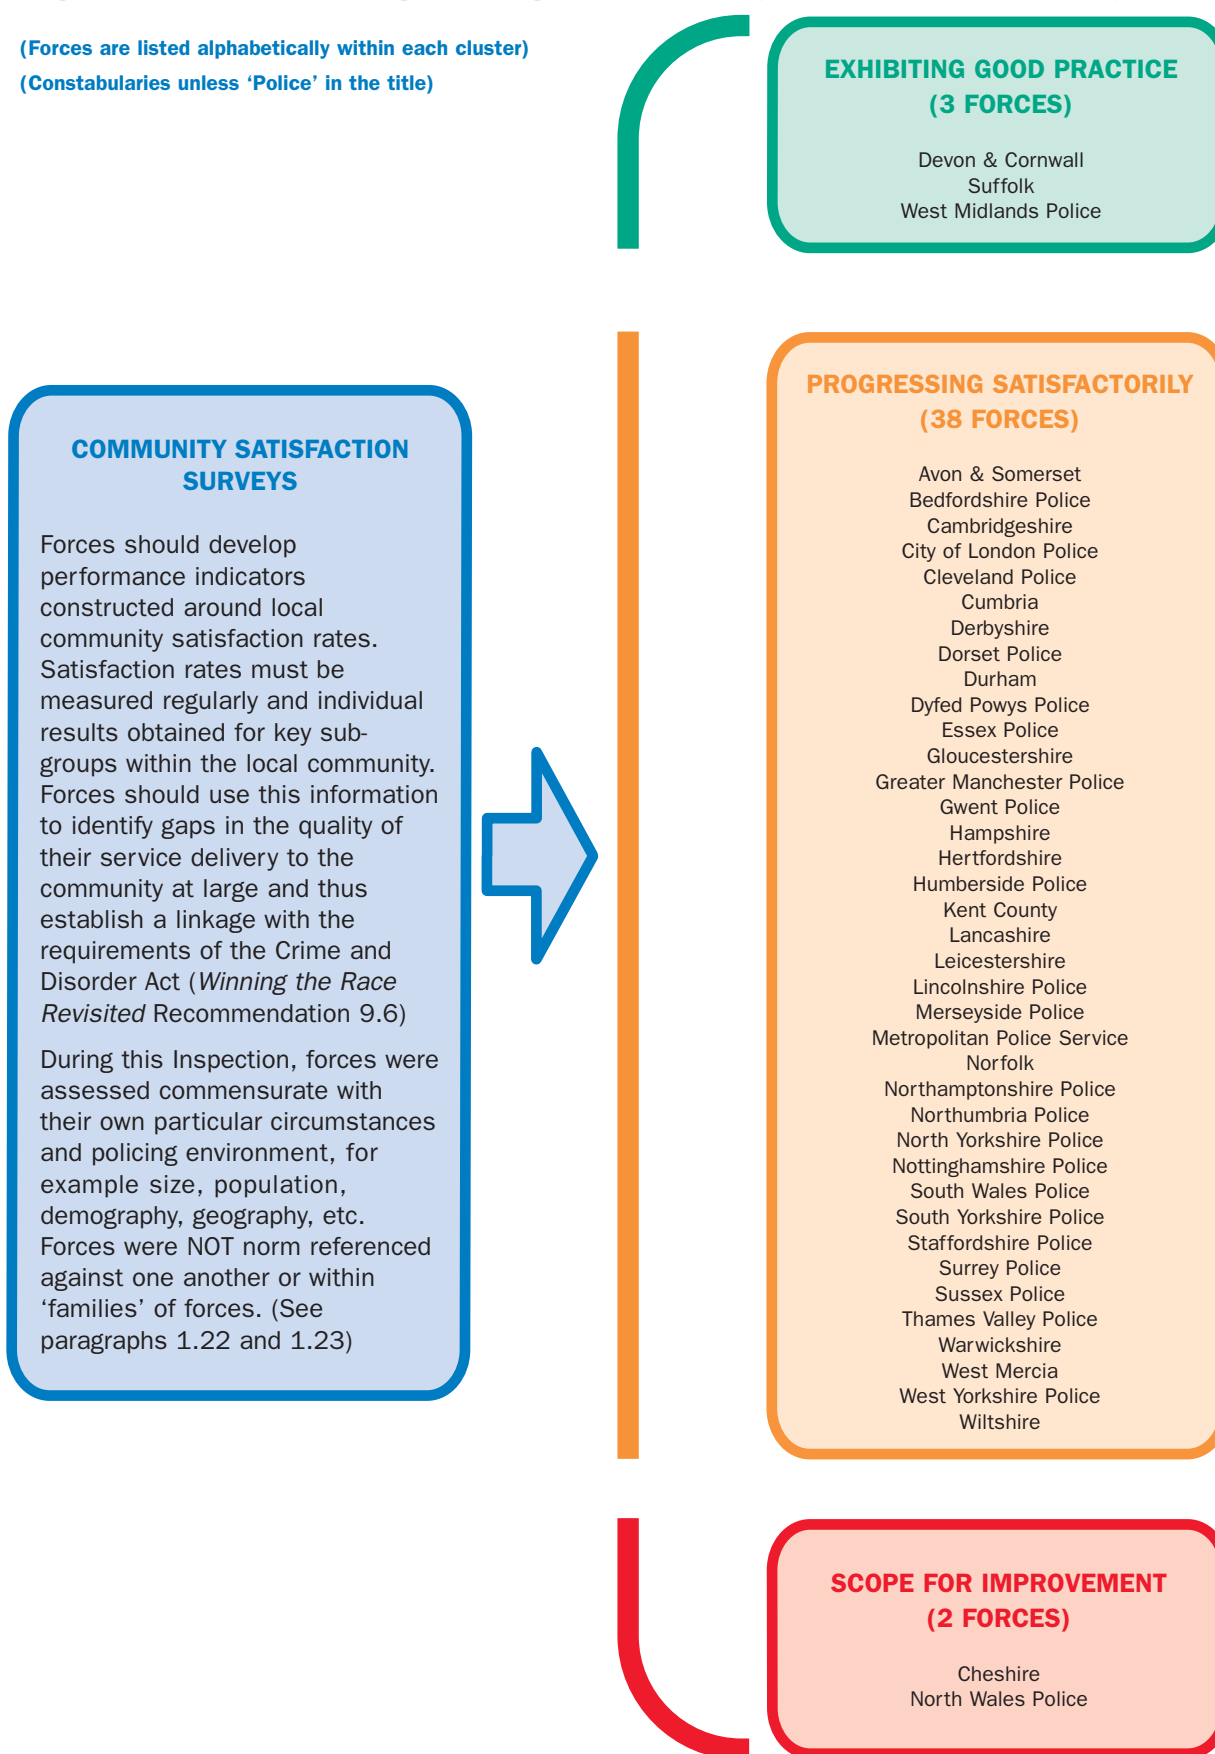 (Forces are listed alphabetically within each cluster)
(Constabularies unless ‘Police’ in the title)
EXHIBITING GOOD PRACTICE
(3 FORCES)
Devon & Cornwall
Suffolk
West Midlands Police
COMMUNITY SATISFACTION
SURVEYS
Forces should develop
performance indicators
constructed around local
community satisfaction rates.
Satisfaction rates must be
measured regularly and individual
results obtained for key sub-
groups within the local community.
Forces should use this information
to identify gaps in the quality of
their service delivery to the
community at large and thus
establish a linkage with the
requirements of the Crime and
Disorder Act (Winning the Race
Revisited Recommendation 9.6)
During this Inspection, forces were
assessed commensurate with
their own particular circumstances
and policing environment, for
example size, population,
demography, geography, etc.
Forces were NOT norm referenced
against one another or within
‘families’ of forces. (See
paragraphs 1.22 and 1.23)
PROGRESSING SATISFACTORILY
(38 FORCES)
Avon & Somerset
Bedfordshire Police
Cambridgeshire
City of London Police
Cleveland Police
Cumbria
Derbyshire
Dorset Police
Durham
Dyfed Powys Police
Essex Police
Gloucestershire
Greater Manchester Police
Gwent Police
Hampshire
Hertfordshire
Humberside Police
Kent County
Lancashire
Leicestershire
Lincolnshire Police
Merseyside Police
Metropolitan Police Service
Norfolk
Northamptonshire Police
Northumbria Police
North Yorkshire Police
Nottinghamshire Police
South Wales Police
South Yorkshire Police
Staffordshire Police
Surrey Police
Sussex Police
Thames Valley Police
Warwickshire
West Mercia
West Yorkshire Police
Wiltshire
SCOPE FOR IMPROVEMENT
(2 FORCES)
Cheshire
North Wales Police